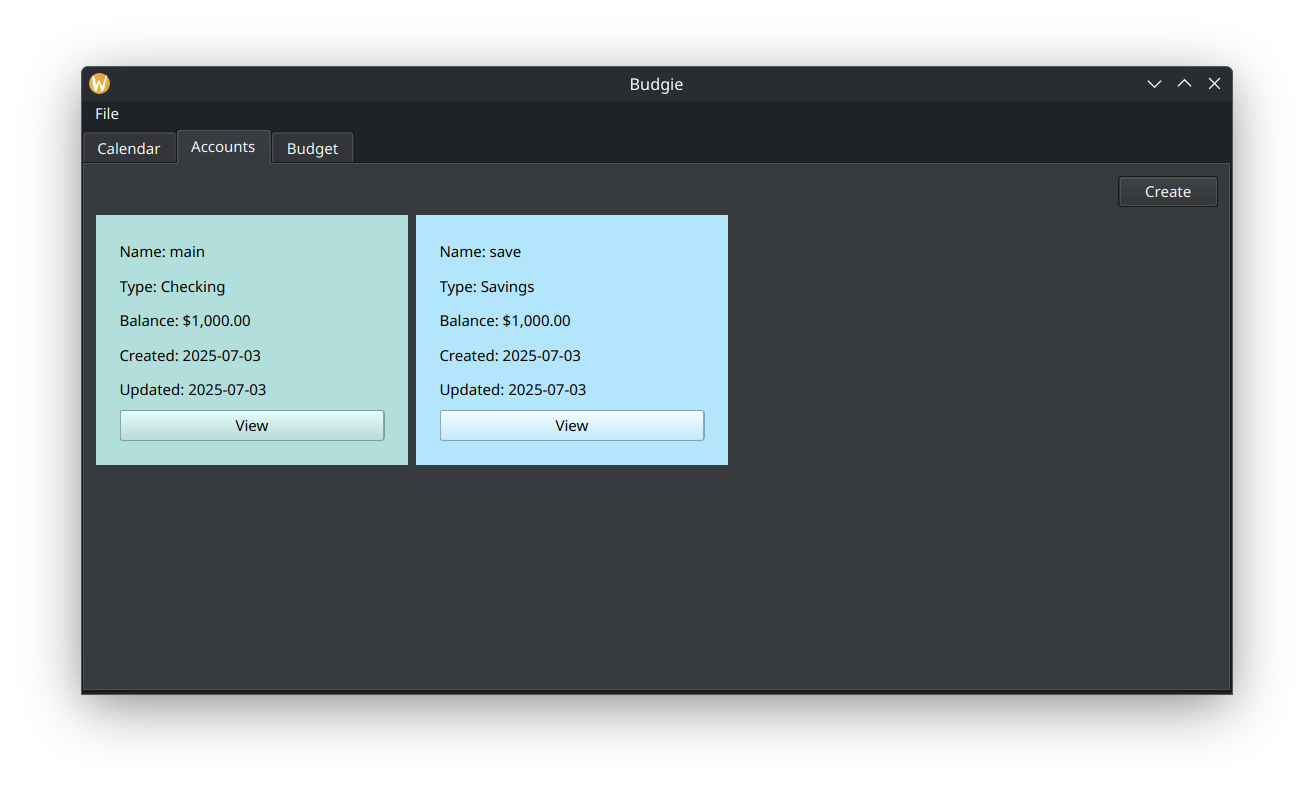 W
Budgie
File
Calendar Accounts Budget
Create
Name: main
Type: Checking
Balance: $1,000.00
Created: 2025-07-03
Updated: 2025-07-03
View
Name: save
Type: Savings
Balance: $1,000.00
Created: 2025-07-03
Updated: 2025-07-03
View